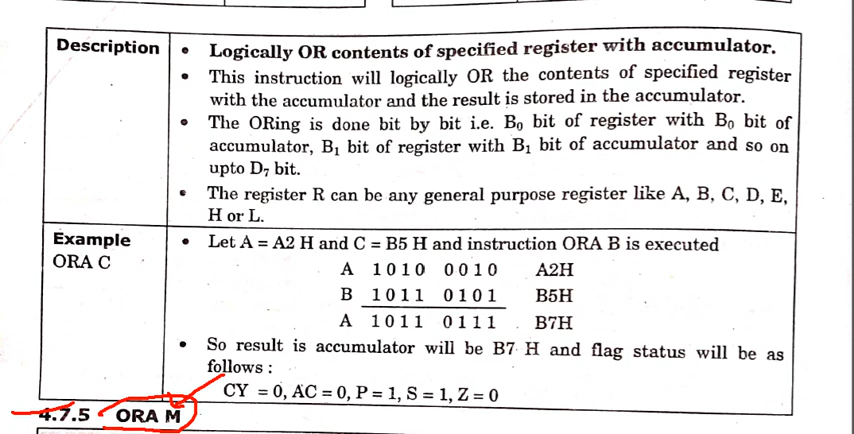 Description • Logically OR contents of specified register with accumulator.
• This instruction will logically OR the contents of specified register
with the accumulator and the result is stored in the accumulator.
• The ORing is done bit by bit i.e. B₀ bit of register with B₀ bit of
accumulator, B₁ bit of register with B₁ bit of accumulator and so on
upto D₇ bit.
• The register R can be any general purpose register like A, B, C, D, E,
H or L.
Example • Let A = A2 H and C = B5 H and instruction ORA B is executed
ORA C A 1010 0010 A2H
B 1011 0101 B5H
A 1011 0111 B7H
• So result is accumulator will be B7 H and flag status will be as
follows :
CY = 0, AC = 0, P = 1, S = 1, Z = 0
4.7.5 ORA M